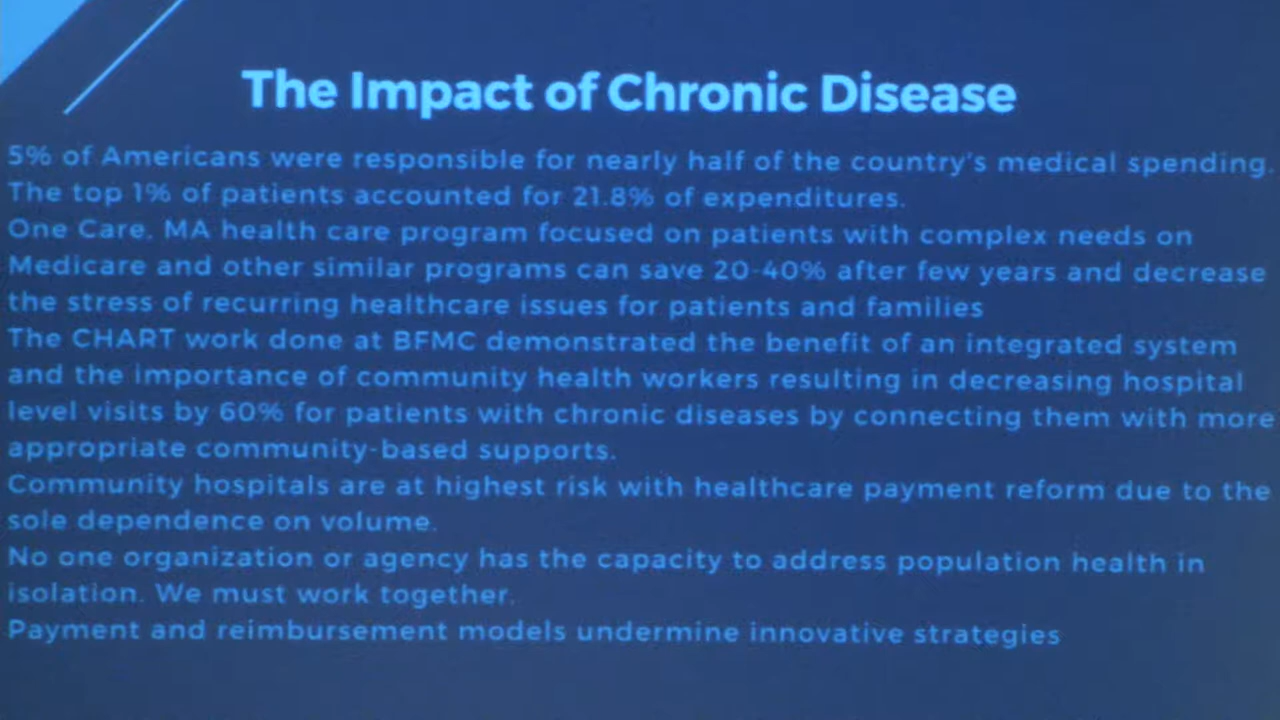 The Impact of Chronic Disease
5% of Americans were responsible for nearly half of the country's medical spending.
The top 1% of patients accounted for 21.8% of expenditures.
One Care, MA health care program focused on patients with complex needs on
Medicare and other similar programs can save 20-40% after few years and decrease
the stress of recurring healthcare issues for patients and families
The CHART work done at BFMC demonstrated the benefit of an integrated system
and the importance of community health workers resulting in decreasing hospital
level visits by 60% for patients with chronic diseases by connecting them with more
appropriate community-based supports.
Community hospitals are at highest risk with healthcare payment reform due to the
sole dependence on volume.
No one organization or agency has the capacity to address population health in
isolation. We must work together.
Payment and reimbursement models undermine innovative strategies